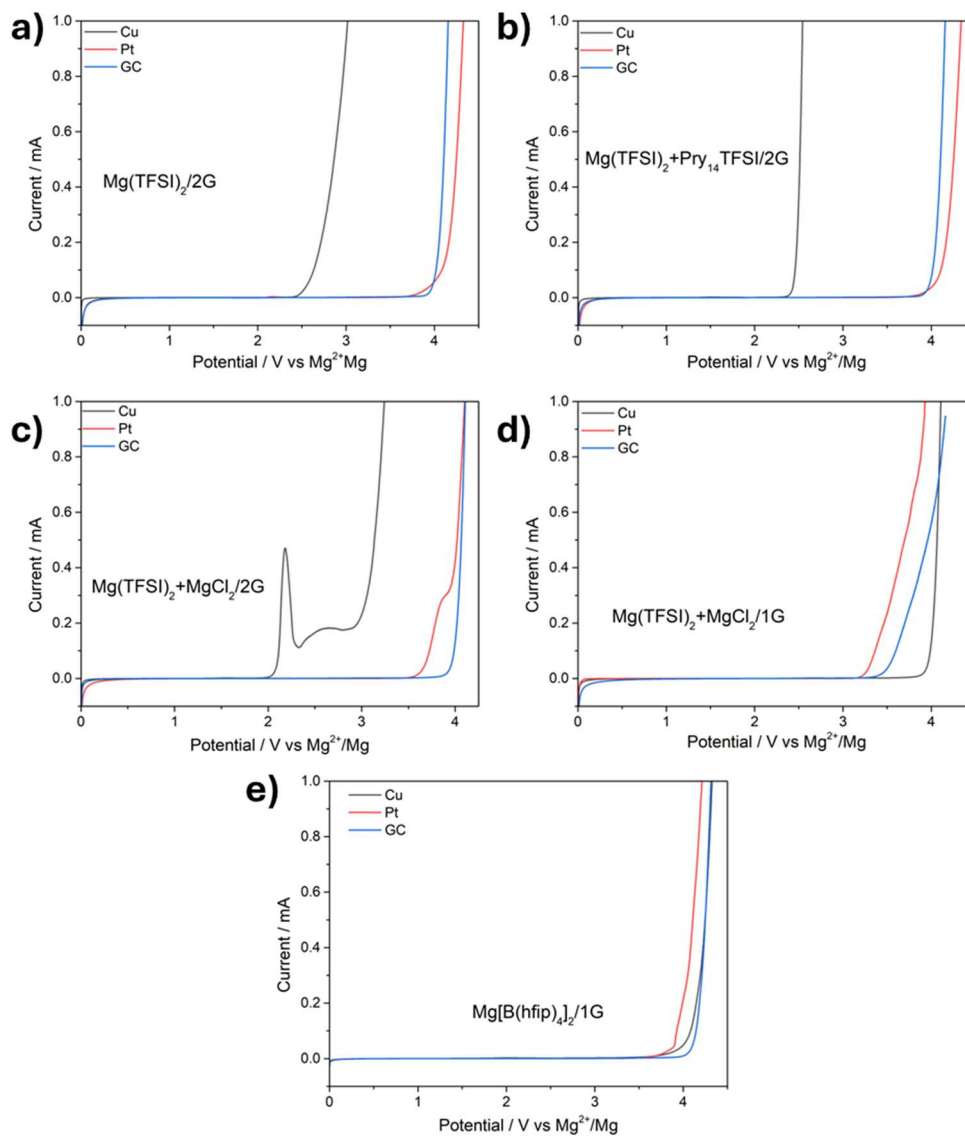 a)
Cu
Pt
GC
Mg(TFSI)₂/2G
Current / mA
1.0
0.8
0.6
0.4
0.2
0.0
0 1 2 3 4
Potential / V vs Mg²⁺Mg
b)
Cu
Pt
GC
Mg(TFSI)₂+Pry₁₄TFSI/2G
Current / mA
1.0
0.8
0.6
0.4
0.2
0.0
0 1 2 3 4
Potential / V vs Mg²⁺/Mg
c)
Cu
Pt
GC
Mg(TFSI)₂+MgCl₂/2G
Current / mA
1.0
0.8
0.6
0.4
0.2
0.0
0 1 2 3 4
Potential / V vs Mg²⁺/Mg
d)
Cu
Pt
GC
Mg(TFSI)₂+MgCl₂/1G
Current / mA
1.0
0.8
0.6
0.4
0.2
0.0
0 1 2 3 4
Potential / V vs Mg²⁺/Mg
e)
Cu
Pt
GC
Mg[B(hfip)₄]₂/1G
Current / mA
1.0
0.8
0.6
0.4
0.2
0.0
0 1 2 3 4
Potential / V vs Mg²⁺/Mg